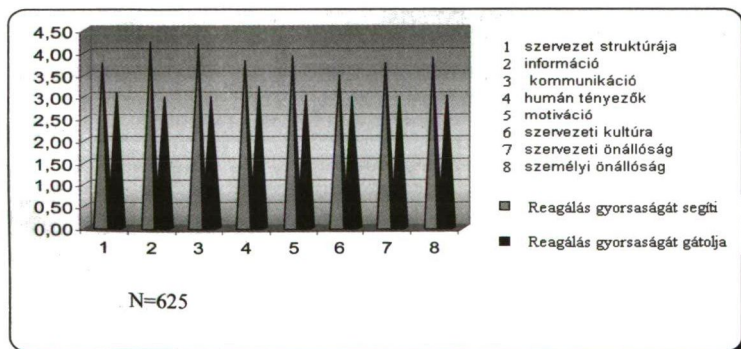 4,50
4,00
3,50
3,00
2,50
2,00
1,50
1,00
0,50
0,00
1 2 3 4 5 6 7 8
N=625
1 szervezet struktúrája
2 információ
3 kommunikáció
4 humán tényezők
5 motiváció
6 szervezeti kultúra
7 szervezeti önállóság
8 személyi önállóság
Reagálás gyorsaságát segíti
Reagálás gyorsaságát gátolja